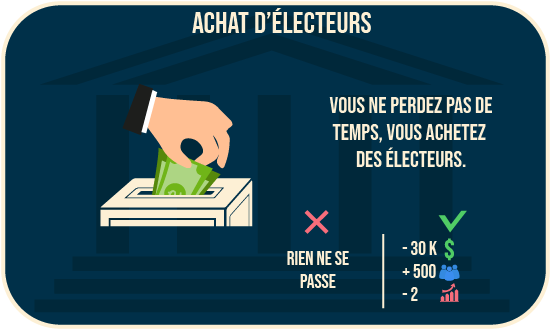 ACHAT D'ÉLECTEURS
VOUS NE PERDEZ PAS DE
TEMPS, VOUS ACHETEZ
DES ÉLECTEURS.
RIEN NE SE
PASSE
- 30 K $
+ 500
- 2